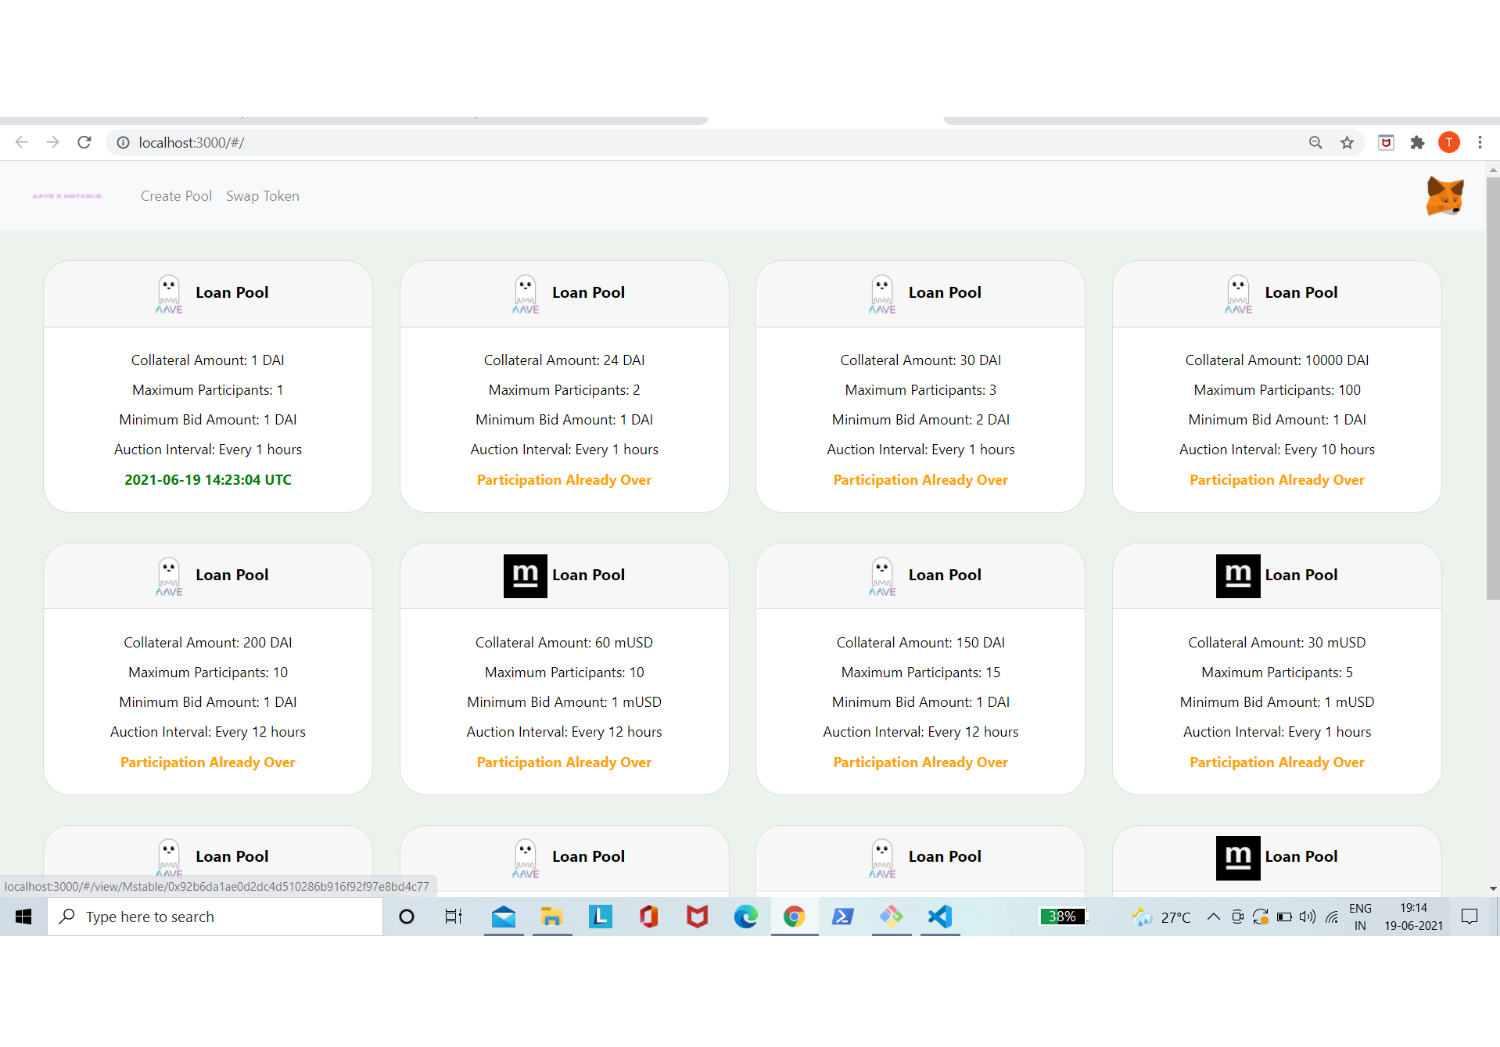 localhost:3000/#/
T
AAVE X MSTABLE
Create Pool Swap Token
AAVE Loan Pool
Collateral Amount: 1 DAI
Maximum Participants: 1
Minimum Bid Amount: 1 DAI
Auction Interval: Every 1 hours
2021-06-19 14:23:04 UTC
AAVE Loan Pool
Collateral Amount: 24 DAI
Maximum Participants: 2
Minimum Bid Amount: 1 DAI
Auction Interval: Every 1 hours
Participation Already Over
AAVE Loan Pool
Collateral Amount: 30 DAI
Maximum Participants: 3
Minimum Bid Amount: 2 DAI
Auction Interval: Every 1 hours
Participation Already Over
AAVE Loan Pool
Collateral Amount: 10000 DAI
Maximum Participants: 100
Minimum Bid Amount: 1 DAI
Auction Interval: Every 10 hours
Participation Already Over
AAVE Loan Pool
Collateral Amount: 200 DAI
Maximum Participants: 10
Minimum Bid Amount: 1 DAI
Auction Interval: Every 12 hours
Participation Already Over
m Loan Pool
Collateral Amount: 60 mUSD
Maximum Participants: 10
Minimum Bid Amount: 1 mUSD
Auction Interval: Every 12 hours
Participation Already Over
AAVE Loan Pool
Collateral Amount: 150 DAI
Maximum Participants: 15
Minimum Bid Amount: 1 DAI
Auction Interval: Every 12 hours
Participation Already Over
m Loan Pool
Collateral Amount: 30 mUSD
Maximum Participants: 5
Minimum Bid Amount: 1 mUSD
Auction Interval: Every 1 hours
Participation Already Over
AAVE Loan Pool
AAVE Loan Pool
AAVE Loan Pool
m Loan Pool
localhost:3000/#/view/Mstable/0x92b6da1ae0d2dc4d510286b916f92f97e8bd4c77
Type here to search
L
38%
27°C
ENG
IN
19:14
19-06-2021